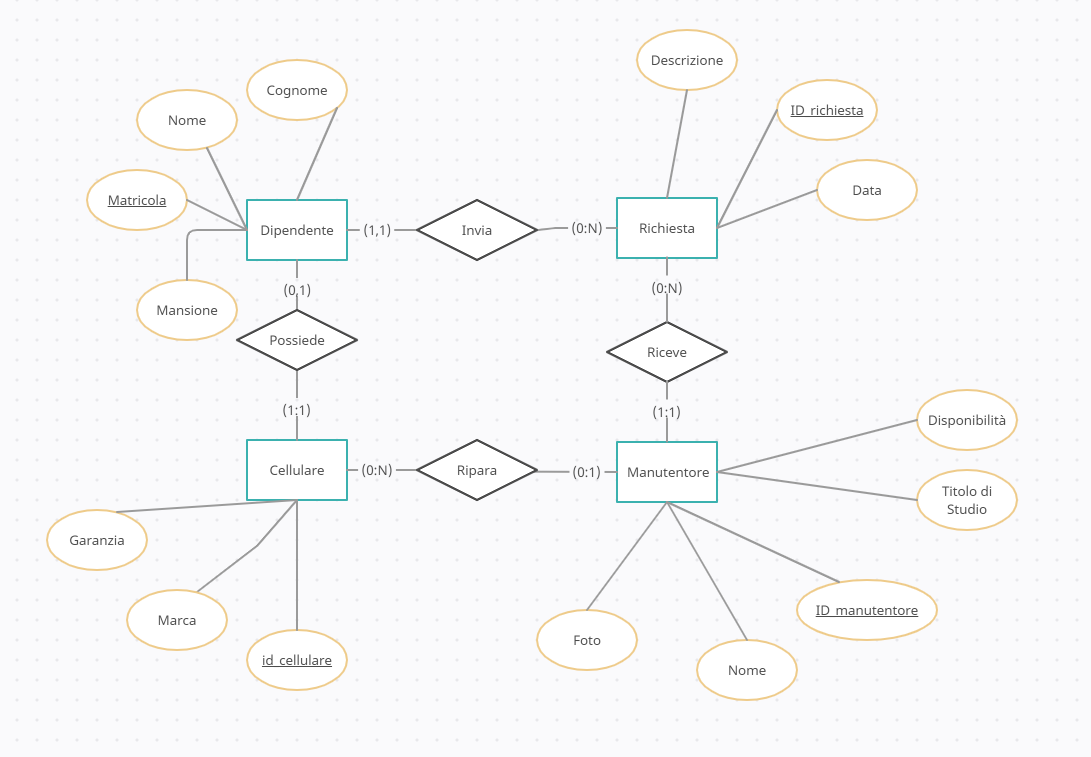 Descrizione
Cognome
ID_richiesta
Nome
Data
Matricola
Dipendente
(1,1)
Invia
(0:N)
Richiesta
(0,1)
(0:N)
Mansione
Possiede
Riceve
(1:1)
(1:1)
Disponibilità
Cellulare
(0:N)
Ripara
(0:1)
Manutentore
Titolo di
Studio
Garanzia
Marca
ID_manutentore
Foto
id_cellulare
Nome